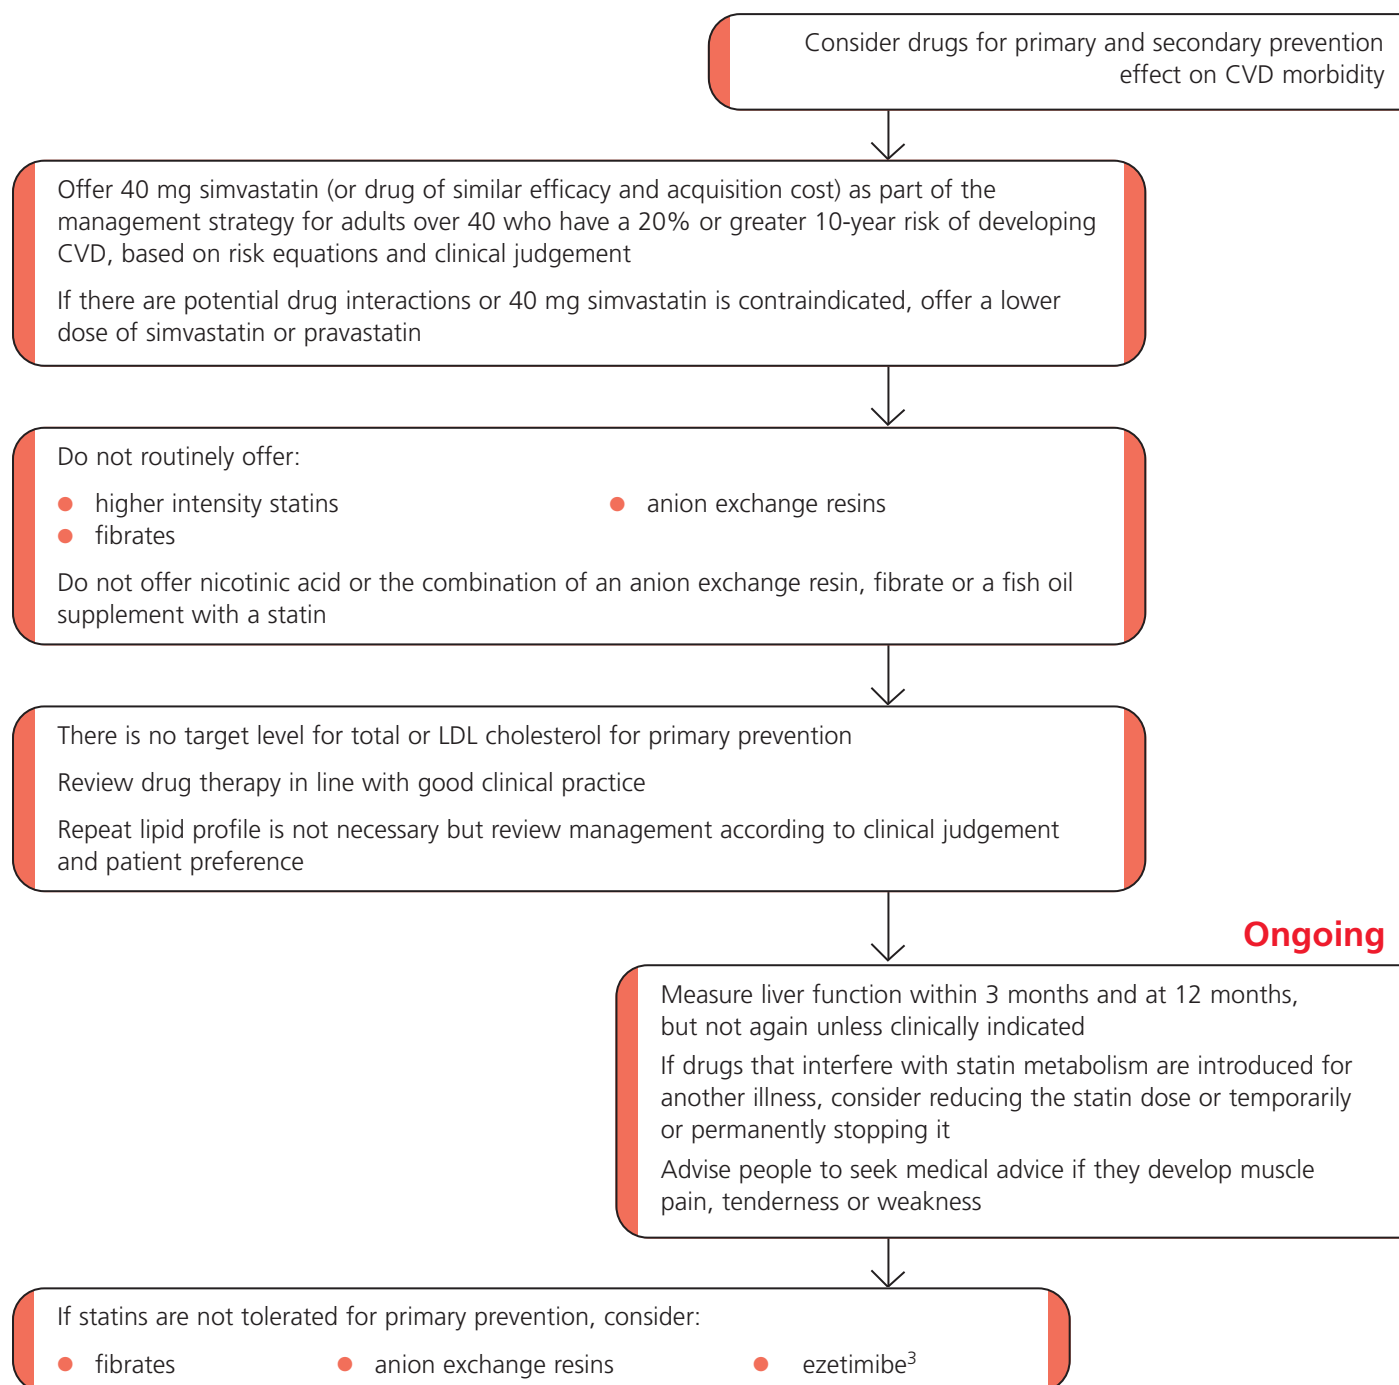 Consider drugs for primary and secondary prevention
effect on CVD morbidity
Offer 40 mg simvastatin (or drug of similar efficacy and acquisition cost) as part of the
management strategy for adults over 40 who have a 20% or greater 10-year risk of developing
CVD, based on risk equations and clinical judgement
If there are potential drug interactions or 40 mg simvastatin is contraindicated, offer a lower
dose of simvastatin or pravastatin
Do not routinely offer:
● higher intensity statins ● anion exchange resins
● fibrates
Do not offer nicotinic acid or the combination of an anion exchange resin, fibrate or a fish oil
supplement with a statin
There is no target level for total or LDL cholesterol for primary prevention
Review drug therapy in line with good clinical practice
Repeat lipid profile is not necessary but review management according to clinical judgement
and patient preference
Ongoing
Measure liver function within 3 months and at 12 months,
but not again unless clinically indicated
If drugs that interfere with statin metabolism are introduced for
another illness, consider reducing the statin dose or temporarily
or permanently stopping it
Advise people to seek medical advice if they develop muscle
pain, tenderness or weakness
If statins are not tolerated for primary prevention, consider:
● fibrates ● anion exchange resins ● ezetimibe³